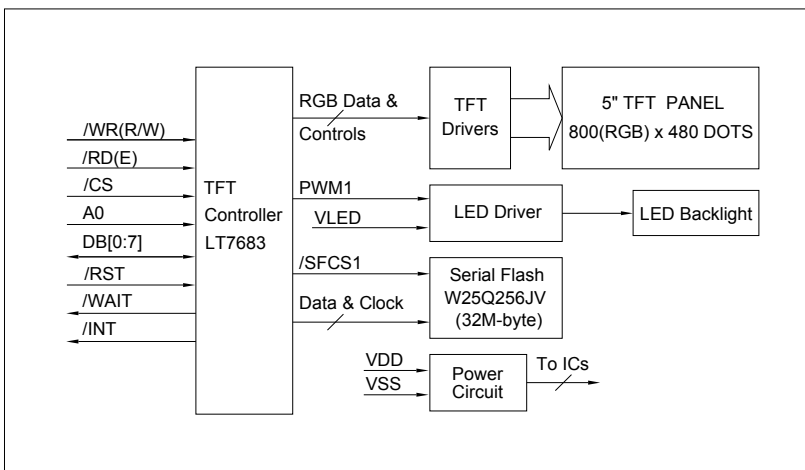 /WR(R/W)
/RD(E)
/CS
A0
DB[0:7]
/RST
/WAIT
/INT
TFT
Controller
LT7683
RGB Data &
Controls
TFT
Drivers
5" TFT PANEL
800(RGB) x 480 DOTS
PWM1
VLED
LED Driver
LED Backlight
/SFCS1
Data & Clock
Serial Flash
W25Q256JV
(32M-byte)
VDD
VSS
Power
Circuit
To ICs